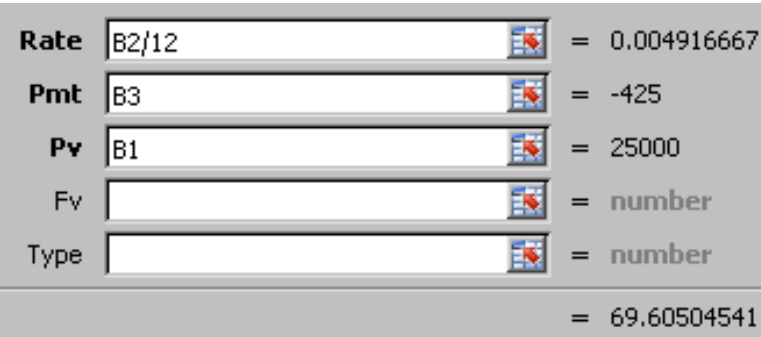 Rate B2/12 = 0.004916667
Pmt B3 = -425
Pv B1 = 25000
Fv = number
Type = number
= 69.60504541